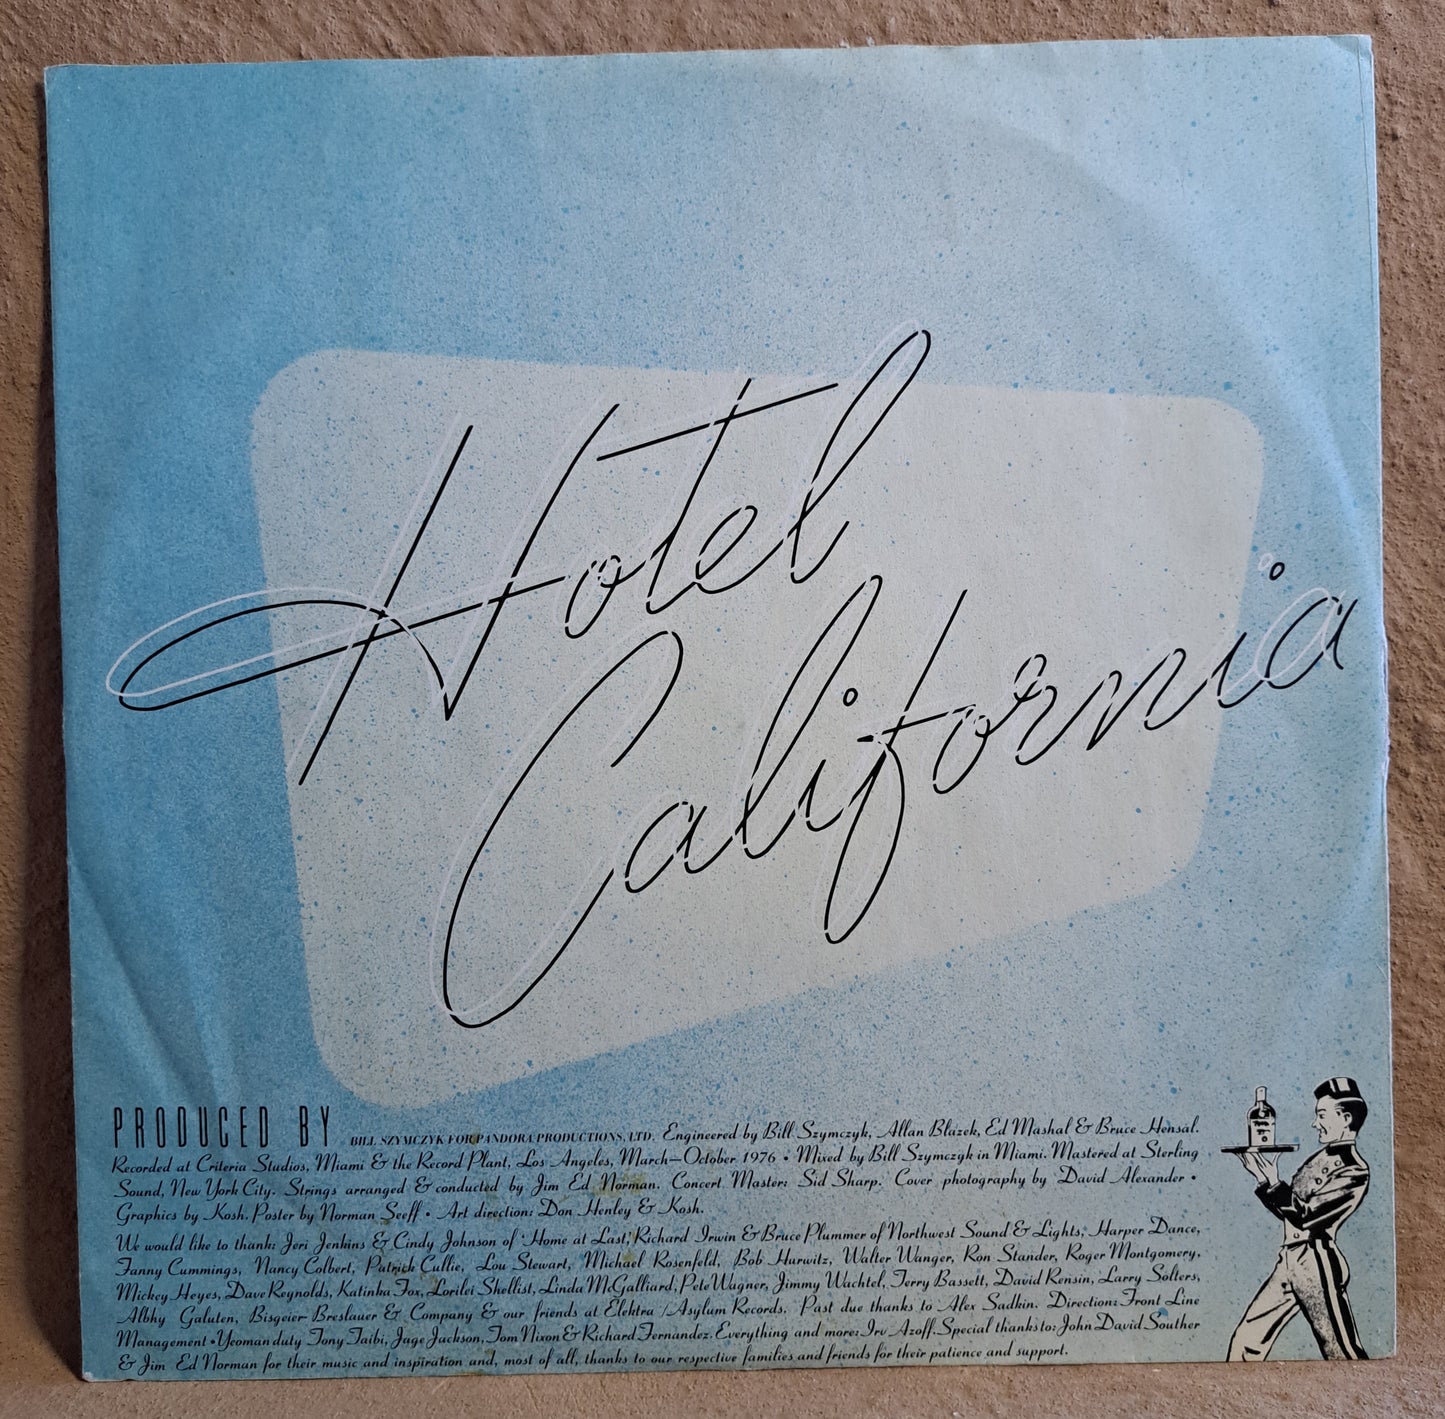 Hotel
California
PRODUCED BY BILL SZYMCZYK FOR PANDORA PRODUCTIONS, LTD. Engineered by Bill Szymczyk, Allan Blazek, Ed Mashal & Bruce Hensal.
Recorded at Criteria Studios, Miami & the Record Plant, Los Angeles, March—October 1976 • Mixed by Bill Szymczyk in Miami. Mastered at Sterling
Sound, New York City. Strings arranged & conducted by Jim Ed Norman. Concert Master: Sid Sharp. Cover photography by David Alexander •
Graphics by Kosh. Poster by Norman Seeff • Art direction: Don Henley & Kosh.
We would like to thank: Jeri Jenkins & Cindy Johnson of 'Home at Last,' Richard Irwin & Bruce Plummer of Northwest Sound & Lights, Harper Dance,
Fanny Cummings, Nancy Colbert, Patrick Cullie, Lou Stewart, Michael Rosenfeld, Bob Hurwitz, Walter Wanger, Ron Stander, Roger Montgomery,
Mickey Heyes, Dave Reynolds, Katinka Fox, Lorilei Shellist, Linda McGalliard, Pete Wagner, Jimmy Wachtel, Terry Bassett, David Rensin, Larry Solters,
Albhy Galuten, Bisgeier-Breslauer & Company & our friends at Elektra/Asylum Records. Past due thanks to Alex Sadkin. Direction: Front Line
Management • Yeoman duty Tony Taibi, Jage Jackson, Tom Nixon & Richard Fernandez. Everything and more: Irv Azoff. Special thanks to: John David Souther
& Jim Ed Norman for their music and inspiration and, most of all, thanks to our respective families and friends for their patience and support.